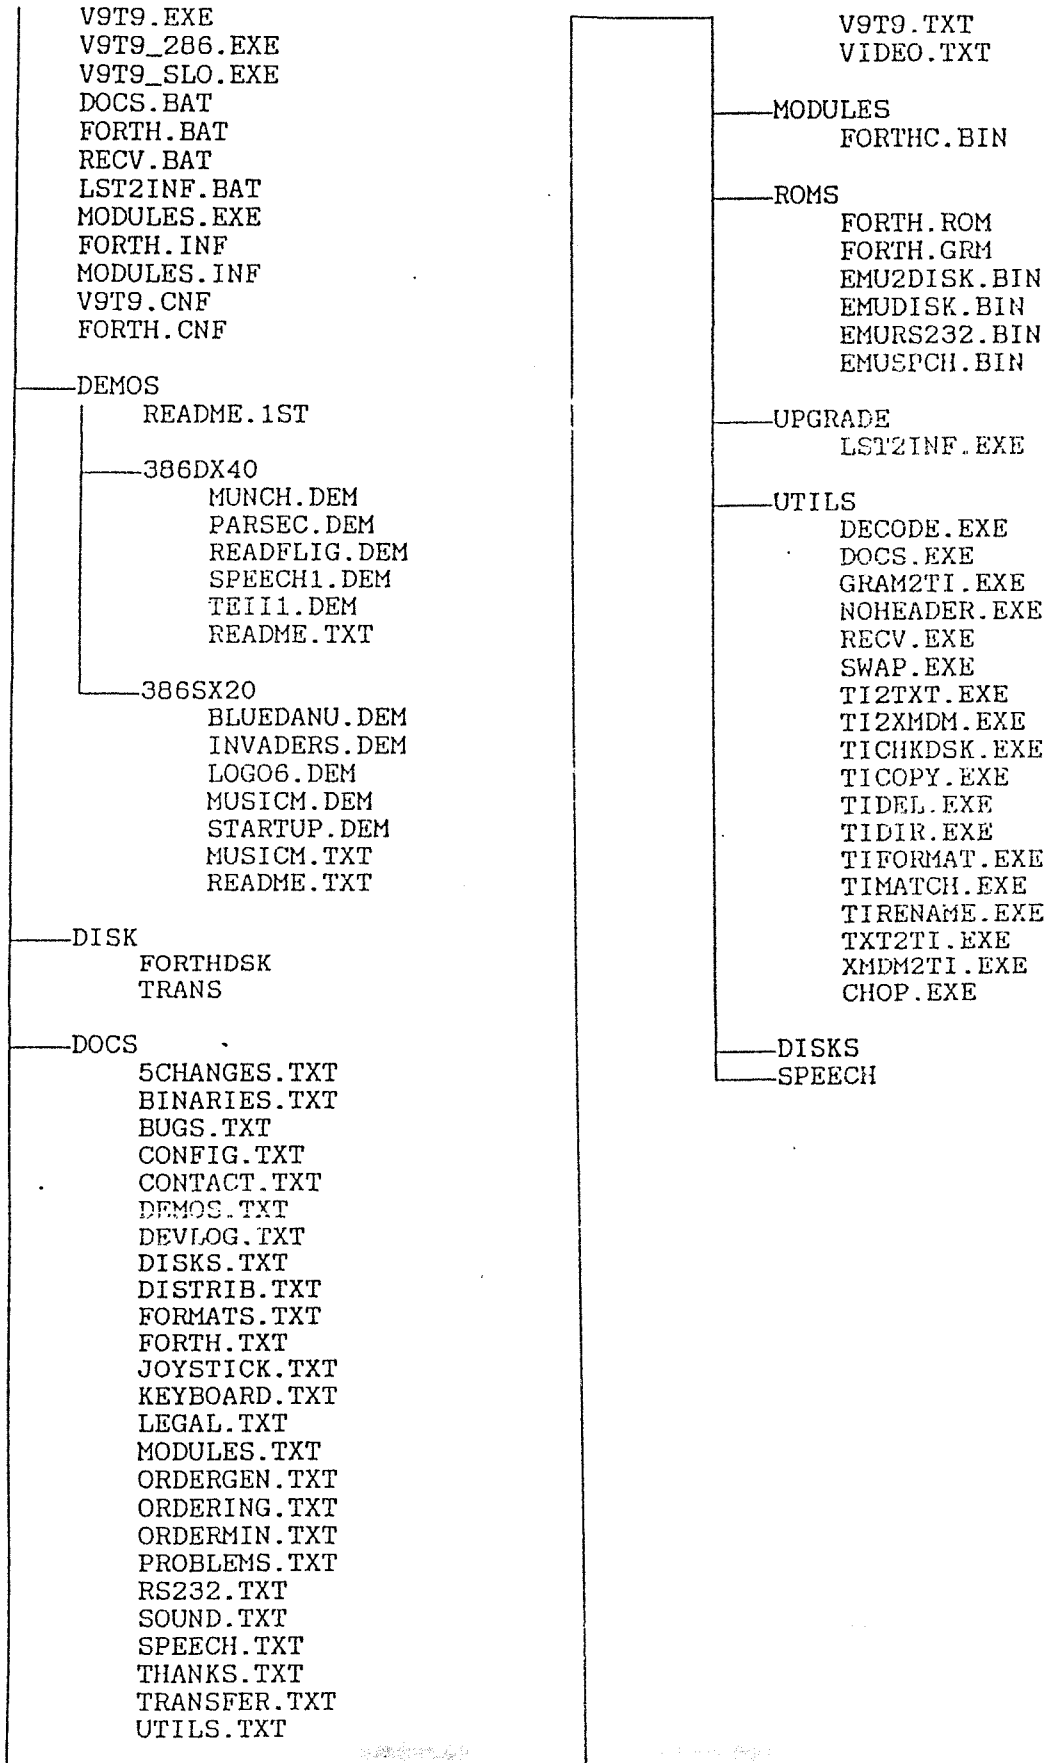 V9T9.EXE
V9T9_286.EXE
V9T9_SLO.EXE
DOCS.BAT
FORTH.BAT
RECV.BAT
LST2INF.BAT
MODULES.EXE
FORTH.INF
MODULES.INF
V9T9.CNF
FORTH.CNF
DEMOS
README.1ST
386DX40
MUNCH.DEM
PARSEC.DEM
READFLIG.DEM
SPEECH1.DEM
TEII1.DEM
README.TXT
386SX20
BLUEDANU.DEM
INVADERS.DEM
LOGO6.DEM
MUSICM.DEM
STARTUP.DEM
MUSICM.TXT
README.TXT
DISK
FORTHDSK
TRANS
DOCS
5CHANGES.TXT
BINARIES.TXT
BUGS.TXT
CONFIG.TXT
CONTACT.TXT
DEMOS.TXT
DEVLOG.TXT
DISKS.TXT
DISTRIB.TXT
FORMATS.TXT
FORTH.TXT
JOYSTICK.TXT
KEYBOARD.TXT
LEGAL.TXT
MODULES.TXT
ORDERGEN.TXT
ORDERING.TXT
ORDERMIN.TXT
PROBLEMS.TXT
RS232.TXT
SOUND.TXT
SPEECH.TXT
THANKS.TXT
TRANSFER.TXT
UTILS.TXT
V9T9.TXT
VIDEO.TXT
MODULES
FORTHC.BIN
ROMS
FORTH.ROM
FORTH.GRM
EMU2DISK.BIN
EMUDISK.BIN
EMURS232.BIN
EMUSPCH.BIN
UPGRADE
LST2INF.EXE
UTILS
DECODE.EXE
DOCS.EXE
GRAM2TI.EXE
NOHEADER.EXE
RECV.EXE
SWAP.EXE
TI2TXT.EXE
TI2XMDM.EXE
TICHKDSK.EXE
TICOPY.EXE
TIDEL.EXE
TIDIR.EXE
TIFORMAT.EXE
TIMATCH.EXE
TIRENAME.EXE
TXT2TI.EXE
XMDM2TI.EXE
CHOP.EXE
DISKS
SPEECH